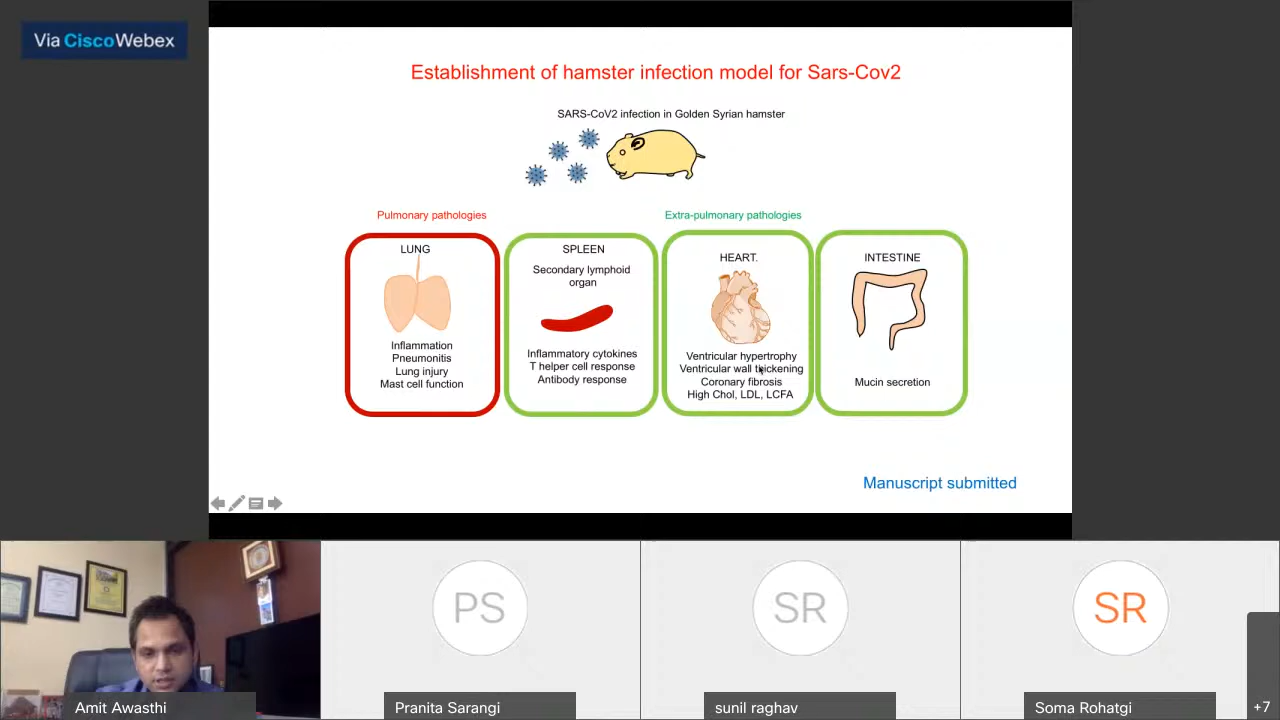 Via Cisco Webex
Establishment of hamster infection model for Sars-Cov2
SARS-CoV2 infection in Golden Syrian hamster
Pulmonary pathologies
Extra-pulmonary pathologies
LUNG
Inflammation
Pneumonitis
Lung injury
Mast cell function
SPLEEN
Secondary lymphoid
organ
Inflammatory cytokines
T helper cell response
Antibody response
HEART.
Ventricular hypertrophy
Ventricular wall thickening
Coronary fibrosis
High Chol, LDL, LCFA
INTESTINE
Mucin secretion
Manuscript submitted
PS
SR
SR
Amit Awasthi
Pranita Sarangi
sunil raghav
Soma Rohatgi
+7